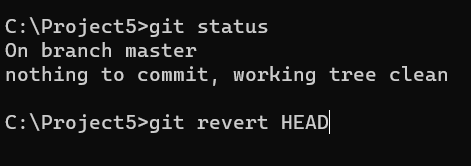 C:\Project5>git status
On branch master
nothing to commit, working tree clean
C:\Project5>git revert HEAD